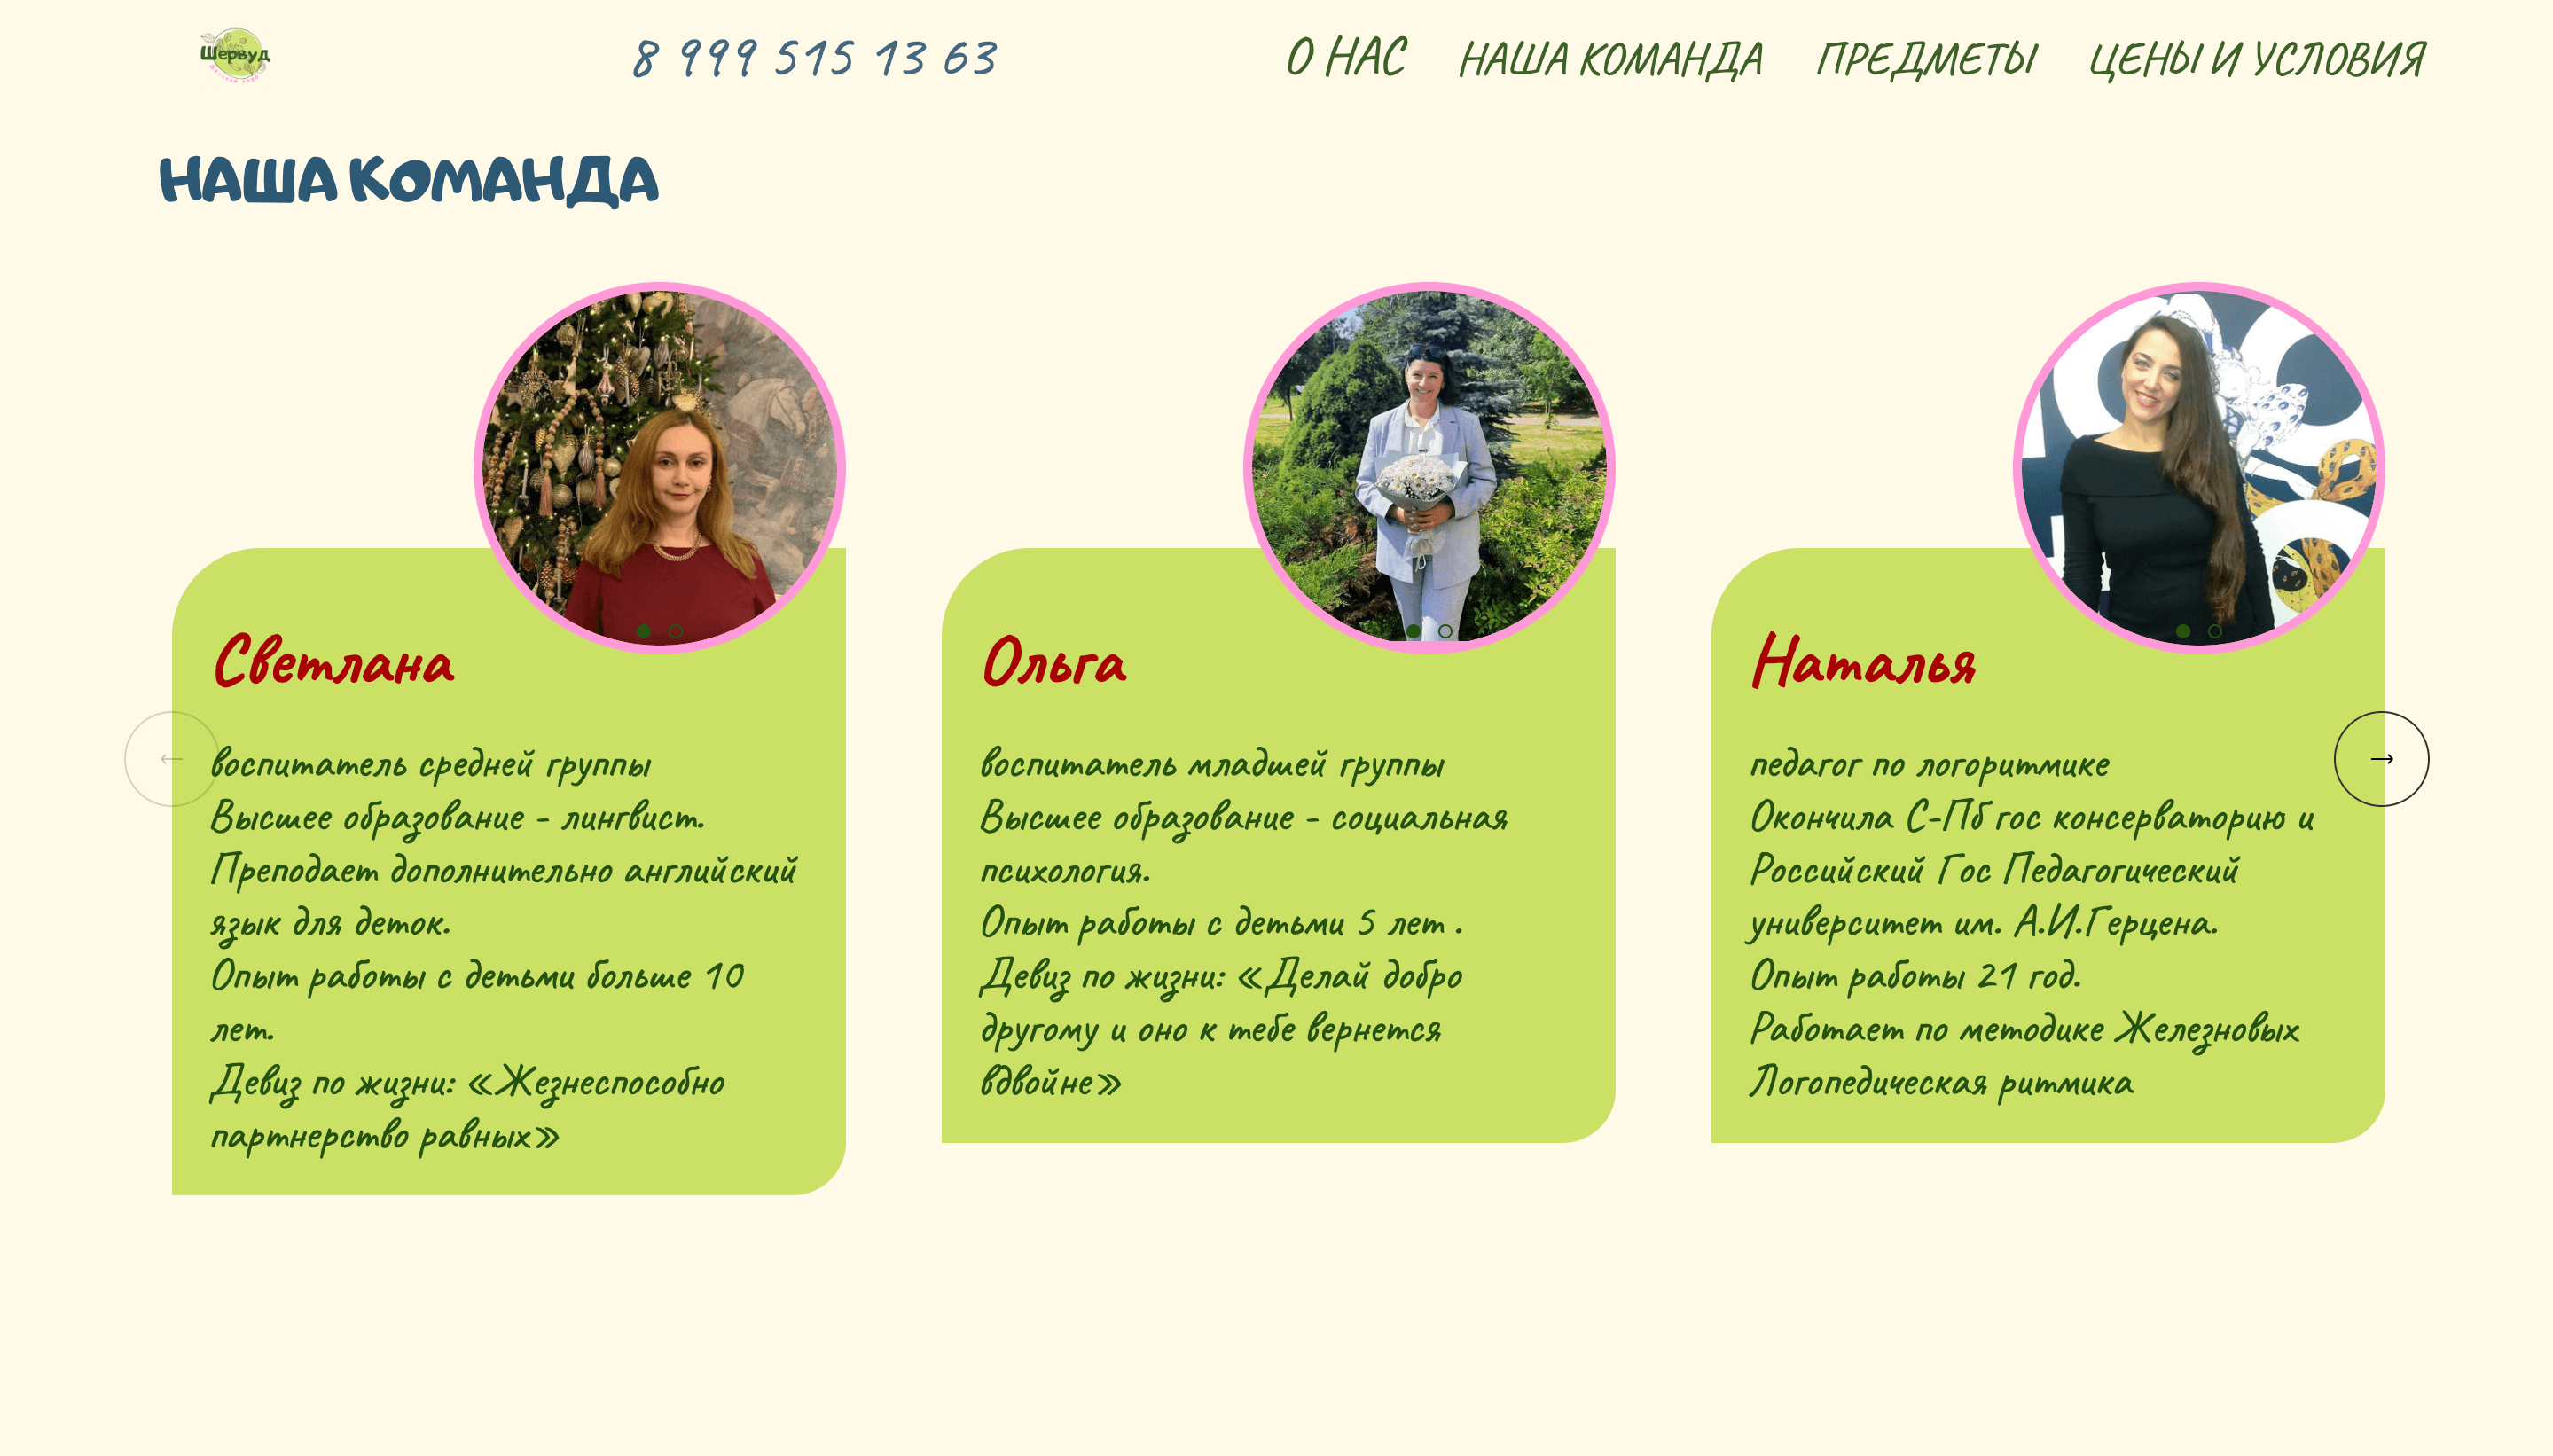 Шервуд
8 999 515 13 63
О НАС НАША КОМАНДА ПРЕДМЕТЫ ЦЕНЫ И УСЛОВИЯ
НАША КОМАНДА
Светлана
воспитатель средней группы
Высшее образование - лингвист.
Преподает дополнительно английский
язык для деток.
Опыт работы с детьми больше 10
лет.
Девиз по жизни: «Жезнеспособно
партнерство равных»
Ольга
воспитатель младшей группы
Высшее образование - социальная
психология.
Опыт работы с детьми 5 лет .
Девиз по жизни: «Делай добро
другому и оно к тебе вернется
вдвойне»
Наталья
педагог по логоритмике
Окончила С-Пб гос консерваторию и
Российский Гос Педагогический
университет им. А.И.Герцена.
Опыт работы 21 год.
Работает по методике Железновых
Логопедическая ритмика